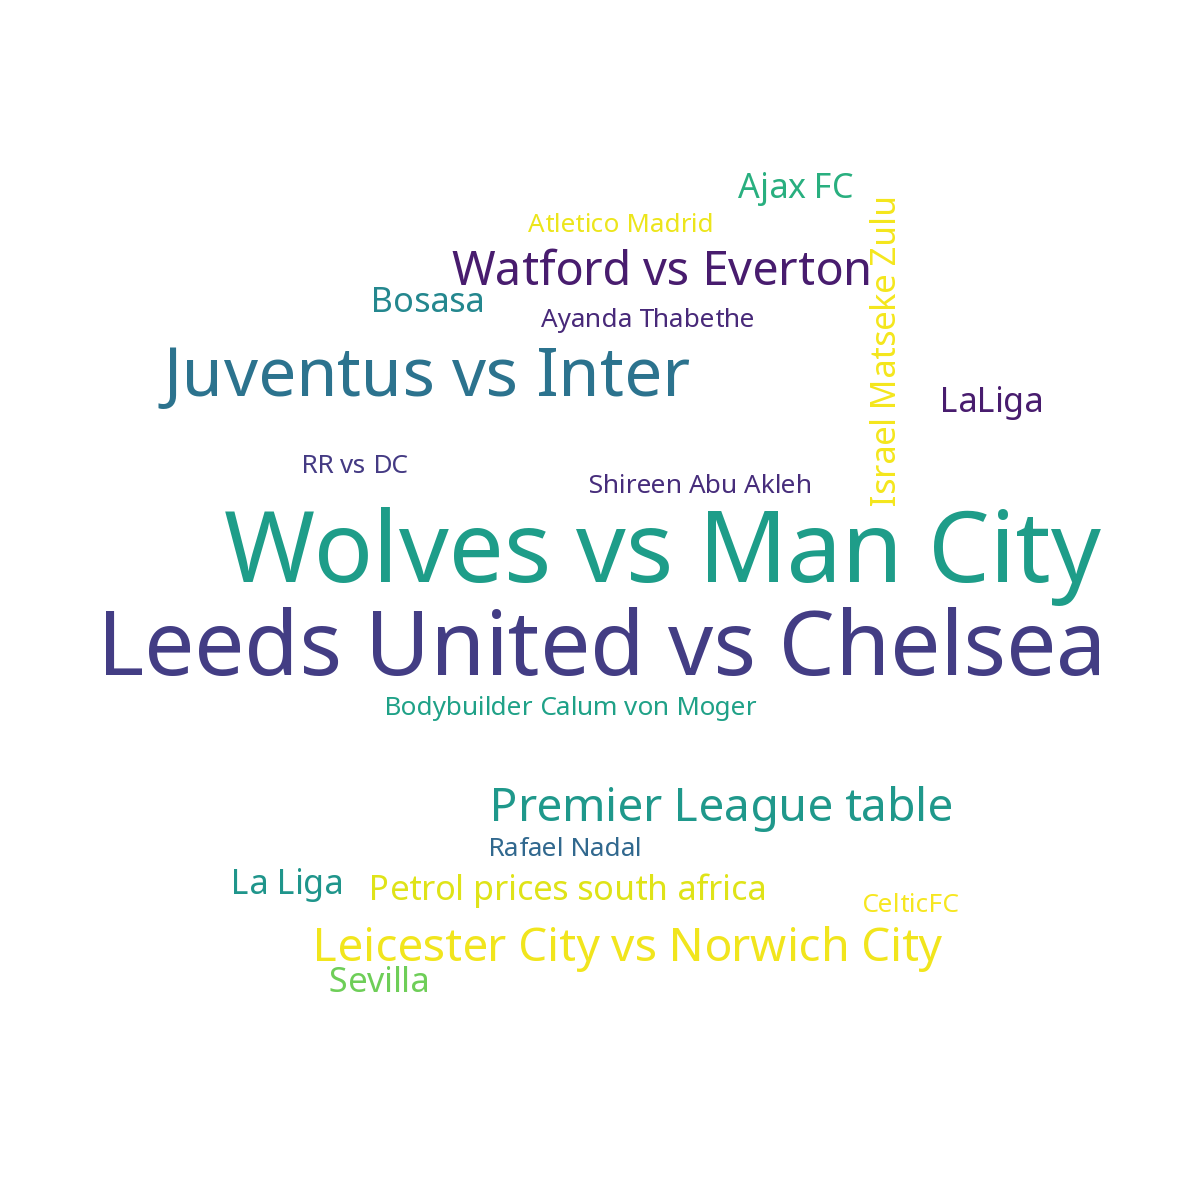 Ajax FC
Atletico Madrid
Israel Matseke Zulu
Watford vs Everton
Bosasa
Ayanda Thabethe
Juventus vs Inter
LaLiga
RR vs DC
Shireen Abu Akleh
Wolves vs Man City
Leeds United vs Chelsea
Bodybuilder Calum von Moger
Premier League table
Rafael Nadal
La Liga
Petrol prices south africa
CelticFC
Leicester City vs Norwich City
Sevilla